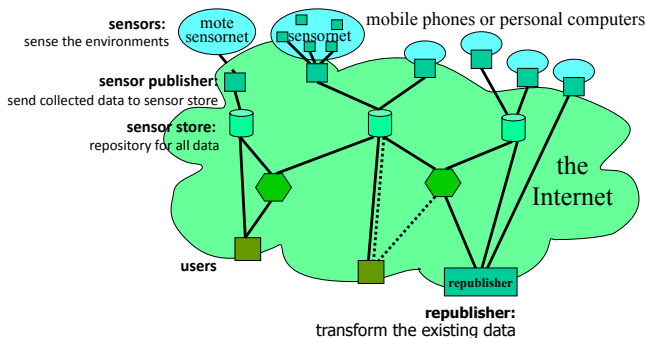 sensors:
sense the environments
mote
sensornet
sensornet
mobile phones or personal computers
sensor publisher:
send collected data to sensor store
sensor store:
repository for all data
the
Internet
users
republisher
republisher:
transform the existing data